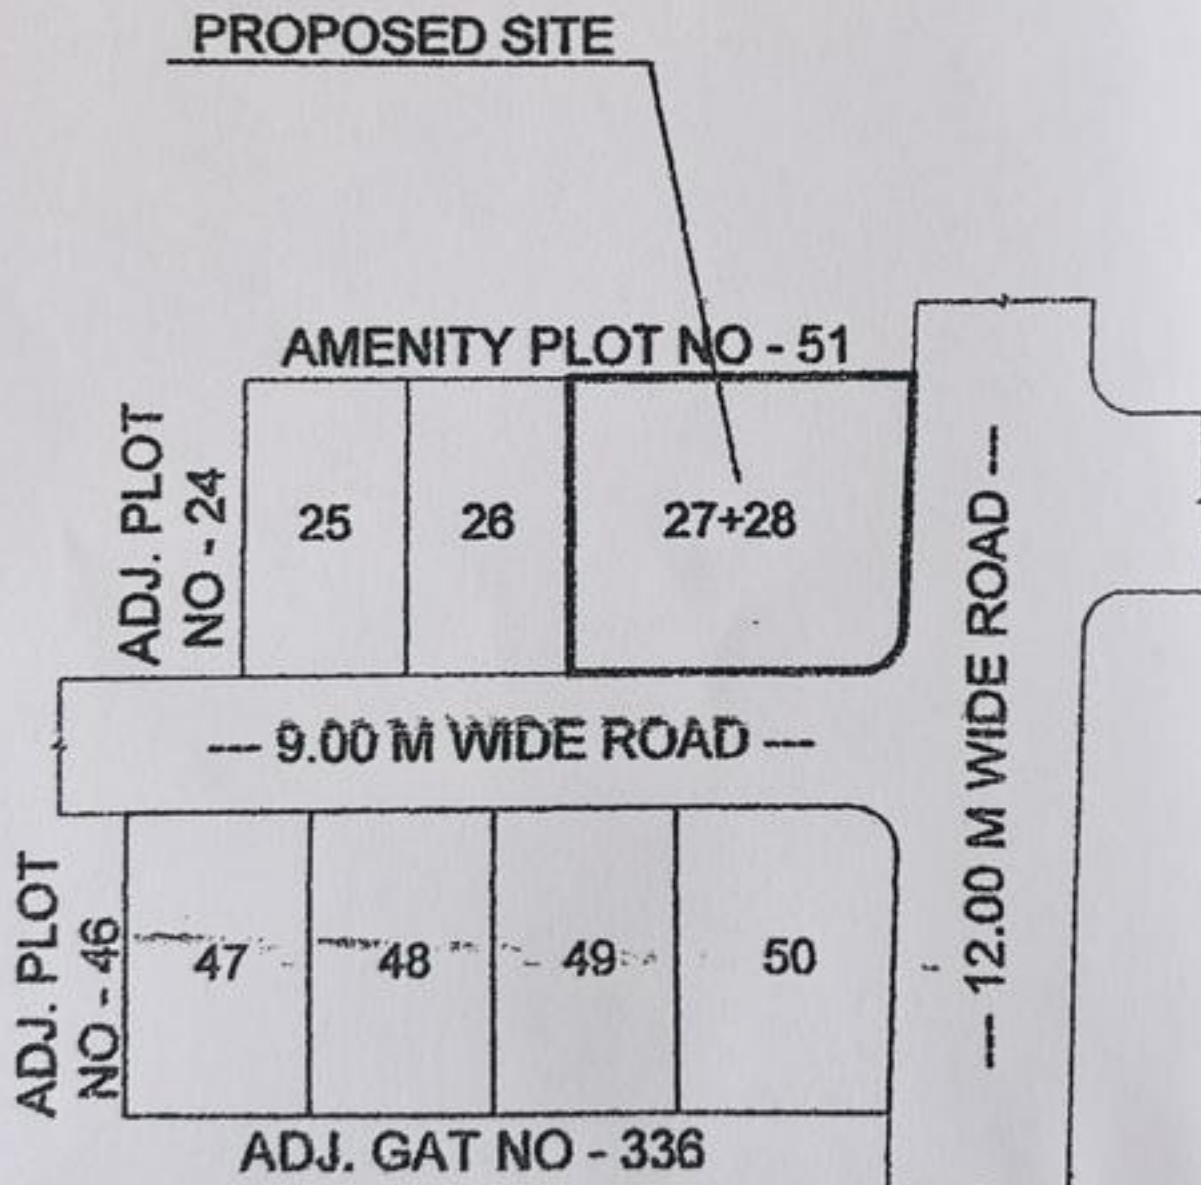 PROPOSED SITE
AMENITY PLOT NO - 51
ADJ. PLOT
NO - 24
25
26
27+28
--- 12.00 M WIDE ROAD ---
--- 9.00 M WIDE ROAD ---
ADJ. PLOT
NO - 46
47
48
49
50
ADJ. GAT NO - 336